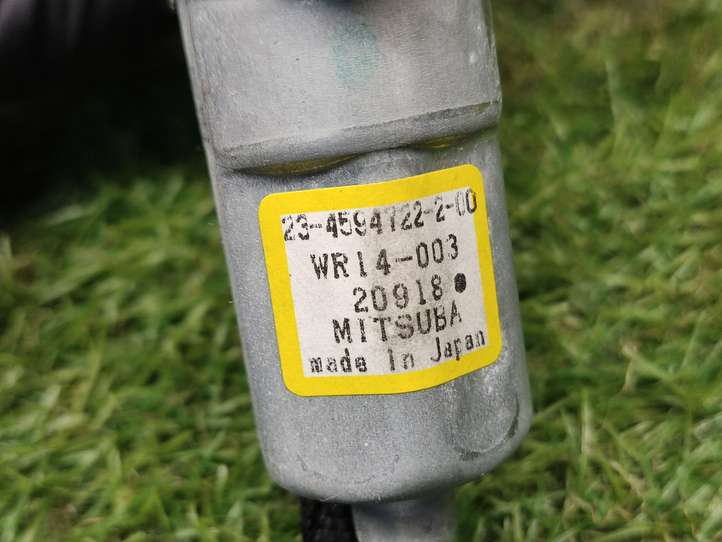 23-4594722-2-00
WR14-003
20918
MITSUBA
made in Japan